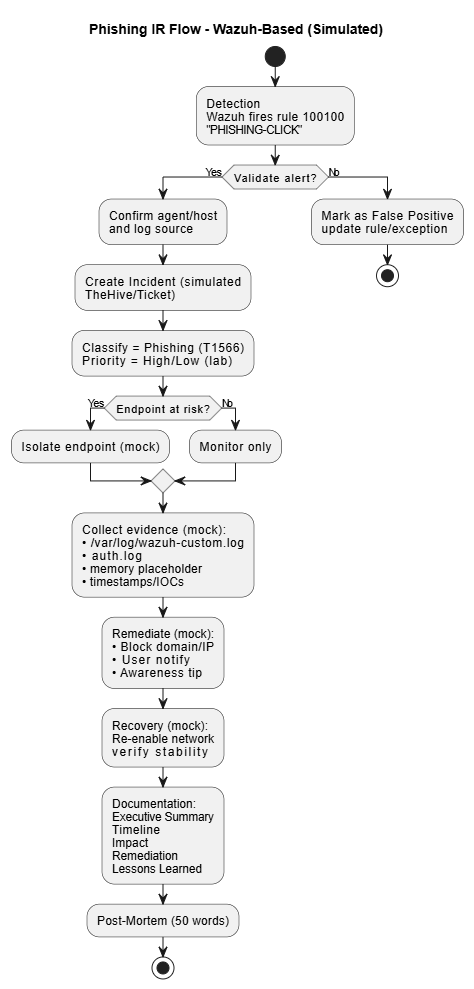 Phishing IR Flow - Wazuh-Based (Simulated)
Detection
Wazuh fires rule 100100
"PHISHING-CLICK"
Yes
Validate alert?
No
Confirm agent/host
and log source
Mark as False Positive
update rule/exception
Create Incident (simulated
TheHive/Ticket)
Classify = Phishing (T1566)
Priority = High/Low (lab)
Yes
Endpoint at risk?
No
Isolate endpoint (mock)
Monitor only
Collect evidence (mock):
• /var/log/wazuh-custom.log
• auth.log
• memory placeholder
• timestamps/IOCs
Remediate (mock):
• Block domain/IP
• User notify
• Awareness tip
Recovery (mock):
Re-enable network
verify stability
Documentation:
Executive Summary
Timeline
Impact
Remediation
Lessons Learned
Post-Mortem (50 words)